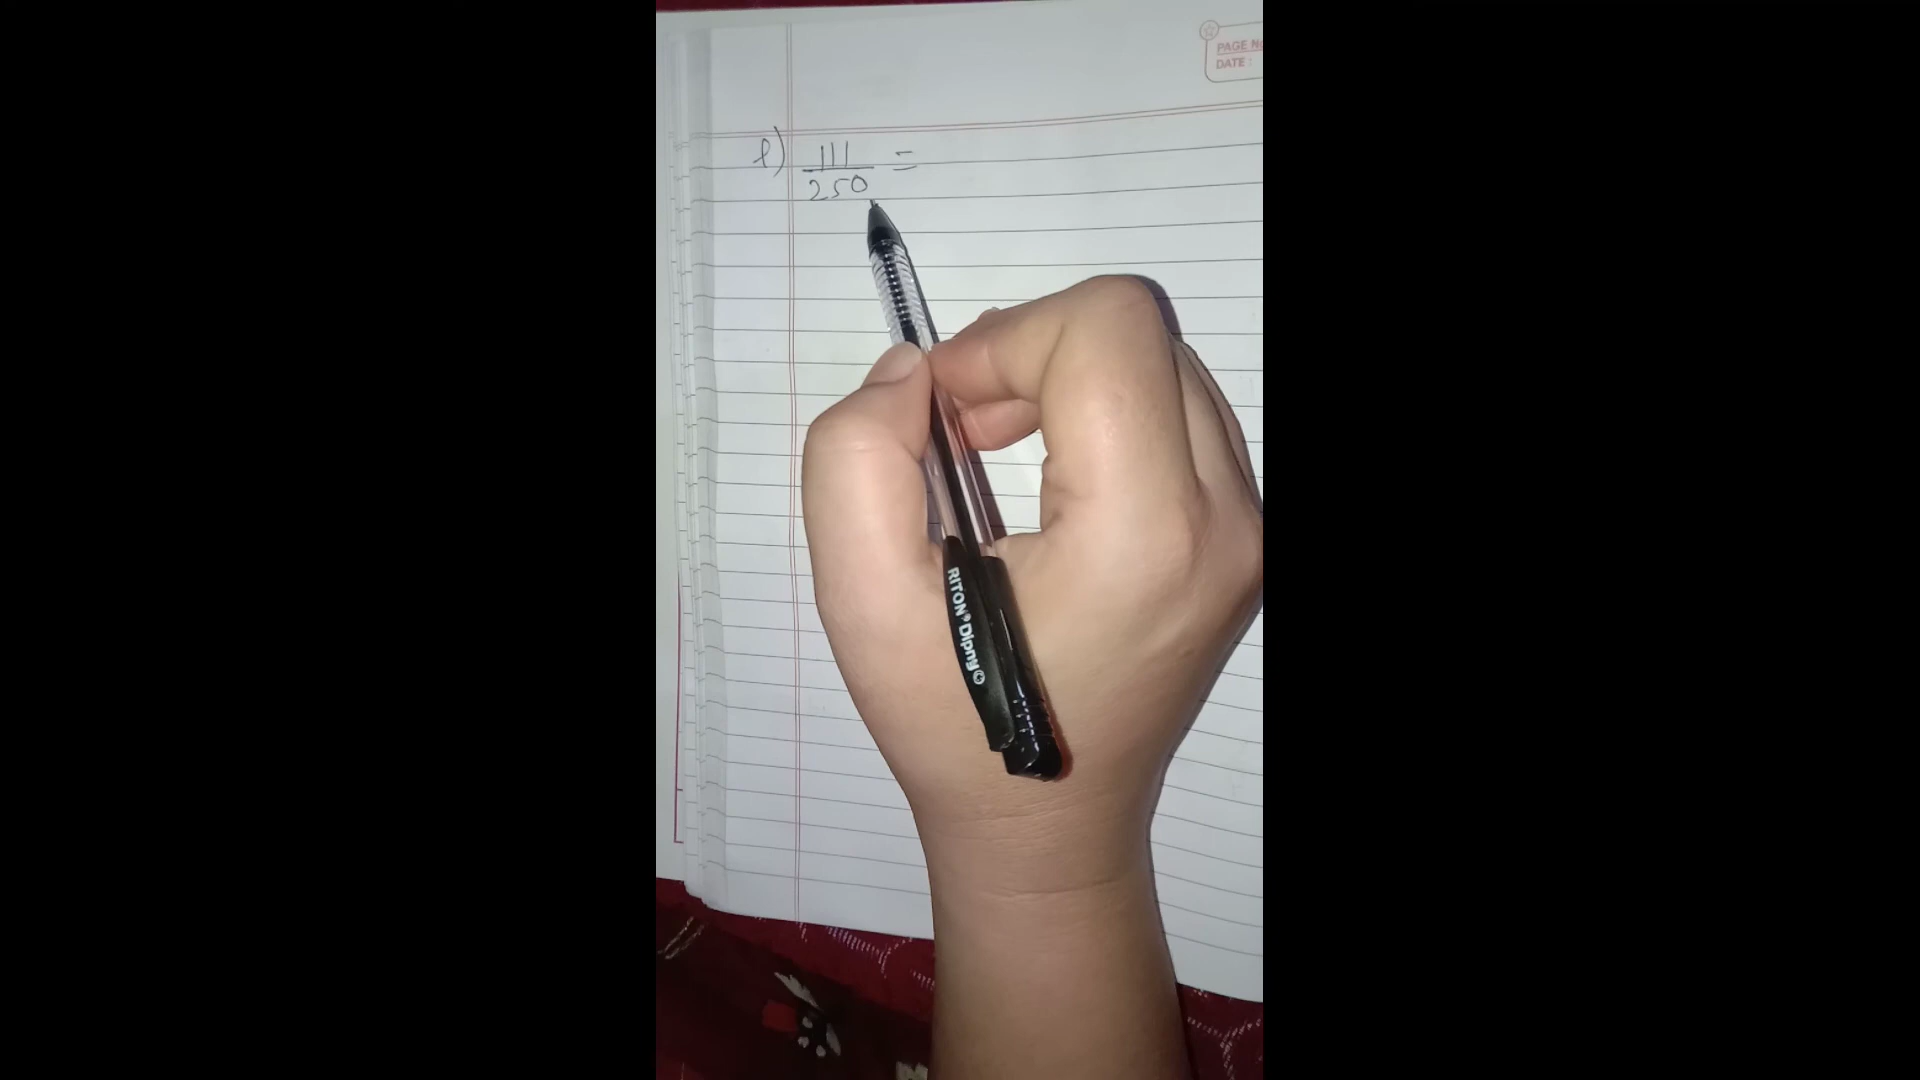 PAGE No
DATE :
l) 111/250 =
RITON® Dipny